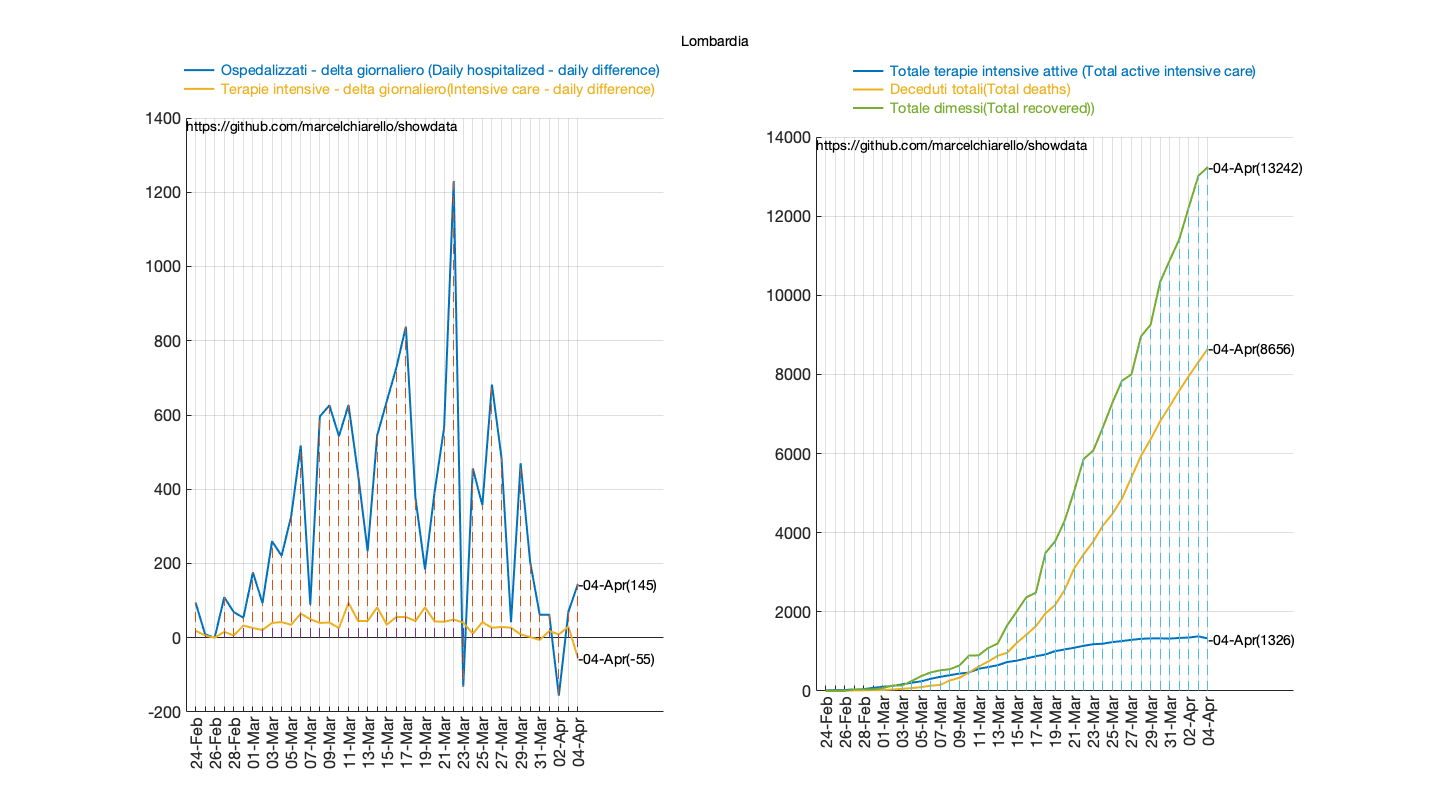 Lombardia
Ospedalizzati - delta giornaliero (Daily hospitalized - daily difference)
Terapie intensive - delta giornaliero(Intensive care - daily difference)
https://github.com/marcelchiarello/showdata
1400
1200
1000
800
600
400
200
0
-200
-04-Apr(145)
-04-Apr(-55)
24-Feb
26-Feb
28-Feb
01-Mar
03-Mar
05-Mar
07-Mar
09-Mar
11-Mar
13-Mar
15-Mar
17-Mar
19-Mar
21-Mar
23-Mar
25-Mar
27-Mar
29-Mar
31-Mar
02-Apr
04-Apr
Totale terapie intensive attive (Total active intensive care)
Deceduti totali(Total deaths)
Totale dimessi(Total recovered))
https://github.com/marcelchiarello/showdata
14000
12000
10000
8000
6000
4000
2000
0
-04-Apr(13242)
-04-Apr(8656)
-04-Apr(1326)
24-Feb
26-Feb
28-Feb
01-Mar
03-Mar
05-Mar
07-Mar
09-Mar
11-Mar
13-Mar
15-Mar
17-Mar
19-Mar
21-Mar
23-Mar
25-Mar
27-Mar
29-Mar
31-Mar
02-Apr
04-Apr